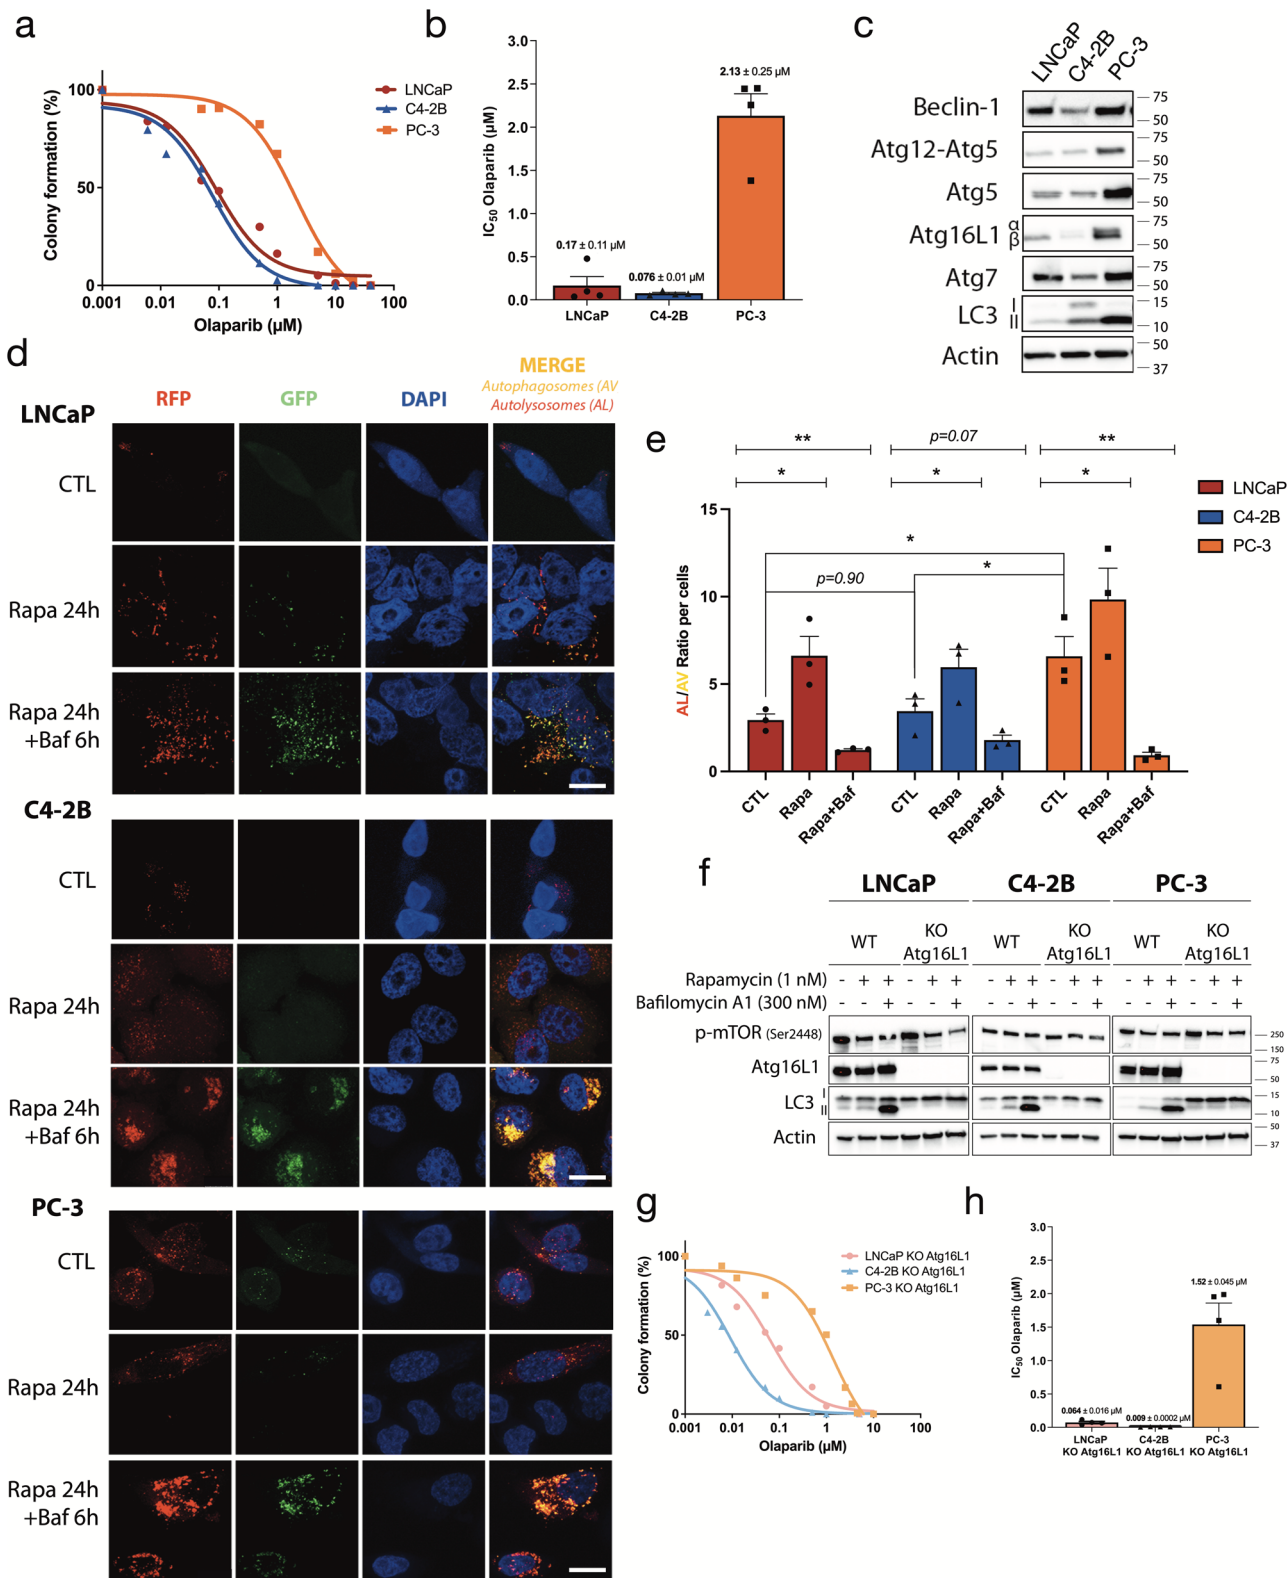 a
Colony formation (%)
100
50
0
0.001
0.01
0.1
1
10
100
Olaparib (µM)
LNCaP
C4-2B
PC-3
b
IC50 Olaparib (µM)
3.0
2.5
2.0
1.5
1.0
0.5
0.0
0.17 ± 0.11 µM
0.076 ± 0.01 µM
2.13 ± 0.25 µM
LNCaP
C4-2B
PC-3
c
LNCaP
C4-2B
PC-3
Beclin-1
75
50
Atg12-Atg5
75
50
Atg5
75
50
Atg16L1
α
β
75
50
Atg7
75
50
LC3
I
II
15
10
Actin
50
37
d
RFP
GFP
DAPI
MERGE
Autophagosomes (AV
Autolysosomes (AL)
LNCaP
CTL
Rapa 24h
Rapa 24h
+Baf 6h
C4-2B
CTL
Rapa 24h
Rapa 24h
+Baf 6h
PC-3
CTL
Rapa 24h
Rapa 24h
+Baf 6h
e
AL/AV Ratio per cells
15
10
5
0
**
p=0.07
**
*
*
*
*
*
p=0.90
CTL
Rapa
Rapa+Baf
CTL
Rapa
Rapa+Baf
CTL
Rapa
Rapa+Baf
LNCaP
C4-2B
PC-3
f
LNCaP
C4-2B
PC-3
WT
KO
Atg16L1
WT
KO
Atg16L1
WT
KO
Atg16L1
Rapamycin (1 nM)
- + + - + + - + + - + + - + + - + +
Bafilomycin A1 (300 nM)
- - + - - + - - + - - + - - + - - +
p-mTOR (Ser2448)
250
150
Atg16L1
75
50
LC3
I
II
15
10
Actin
50
37
g
Colony formation (%)
100
50
0
0.001
0.01
0.1
1
10
100
Olaparib (µM)
LNCaP KO Atg16L1
C4-2B KO Atg16L1
PC-3 KO Atg16L1
h
IC50 Olaparib (µM)
3.0
2.5
2.0
1.5
1.0
0.5
0.0
0.064 ± 0.016 µM
0.009 ± 0.0002 µM
1.52 ± 0.045 µM
LNCaP
KO Atg16L1
C4-2B
KO Atg16L1
PC-3
KO Atg16L1